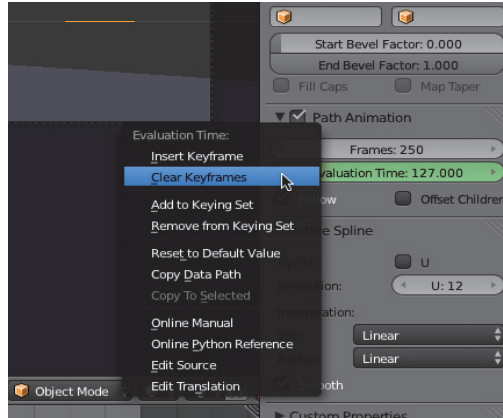 Start Bevel Factor: 0.000
End Bevel Factor: 1.000
Fill Caps
Map Taper
Path Animation
Frames: 250
Evaluation Time:
Insert Keyframe
Clear Keyframes
valuation Time: 127.000
Add to Keying Set
Offset Children
Remove from Keying Set
Spline
Reset to Default Value
Copy Data Path
U
Copy To Selected
U: 12
Online Manual
Linear
Online Python Reference
Edit Source
Linear
Edit Translation
Object Mode
Custom Properties